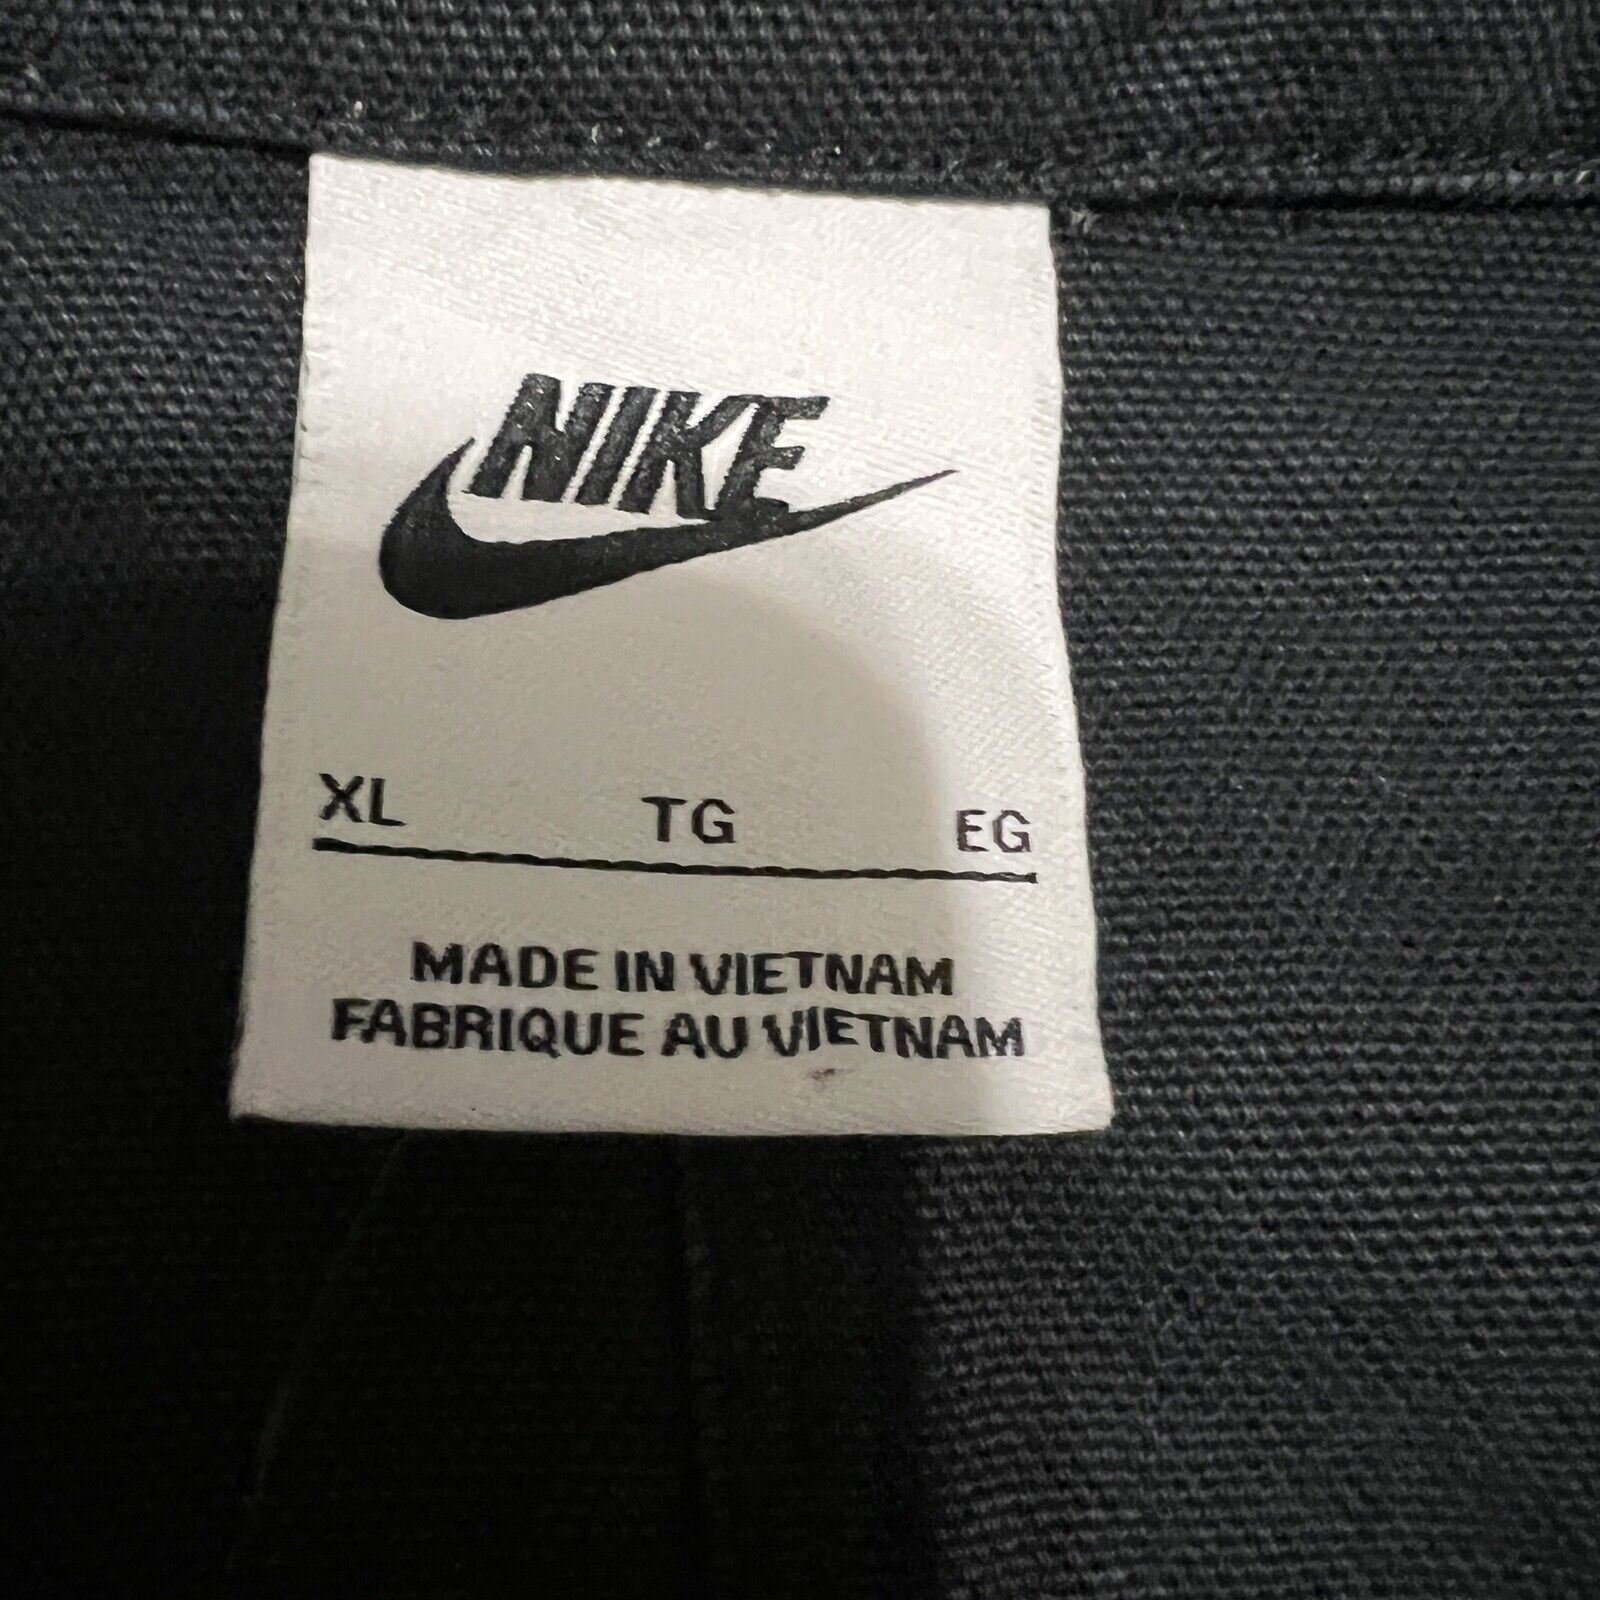 NIKE
XL TG EG
MADE IN VIETNAM
FABRIQUE AU VIETNAM